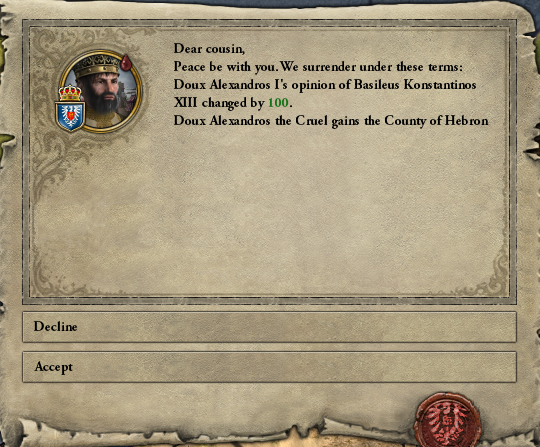 Dear cousin,
Peace be with you. We surrender under these terms:
Doux Alexandros I's opinion of Basileus Konstantinos
XIII changed by 100.
Doux Alexandros the Cruel gains the County of Hebron
Decline
Accept